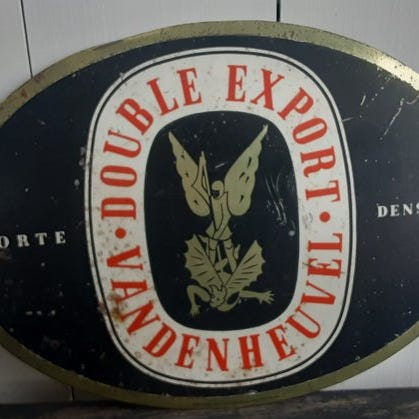 DOUBLE EXPORT
VANDENHEUVEL
ORTE
DENS